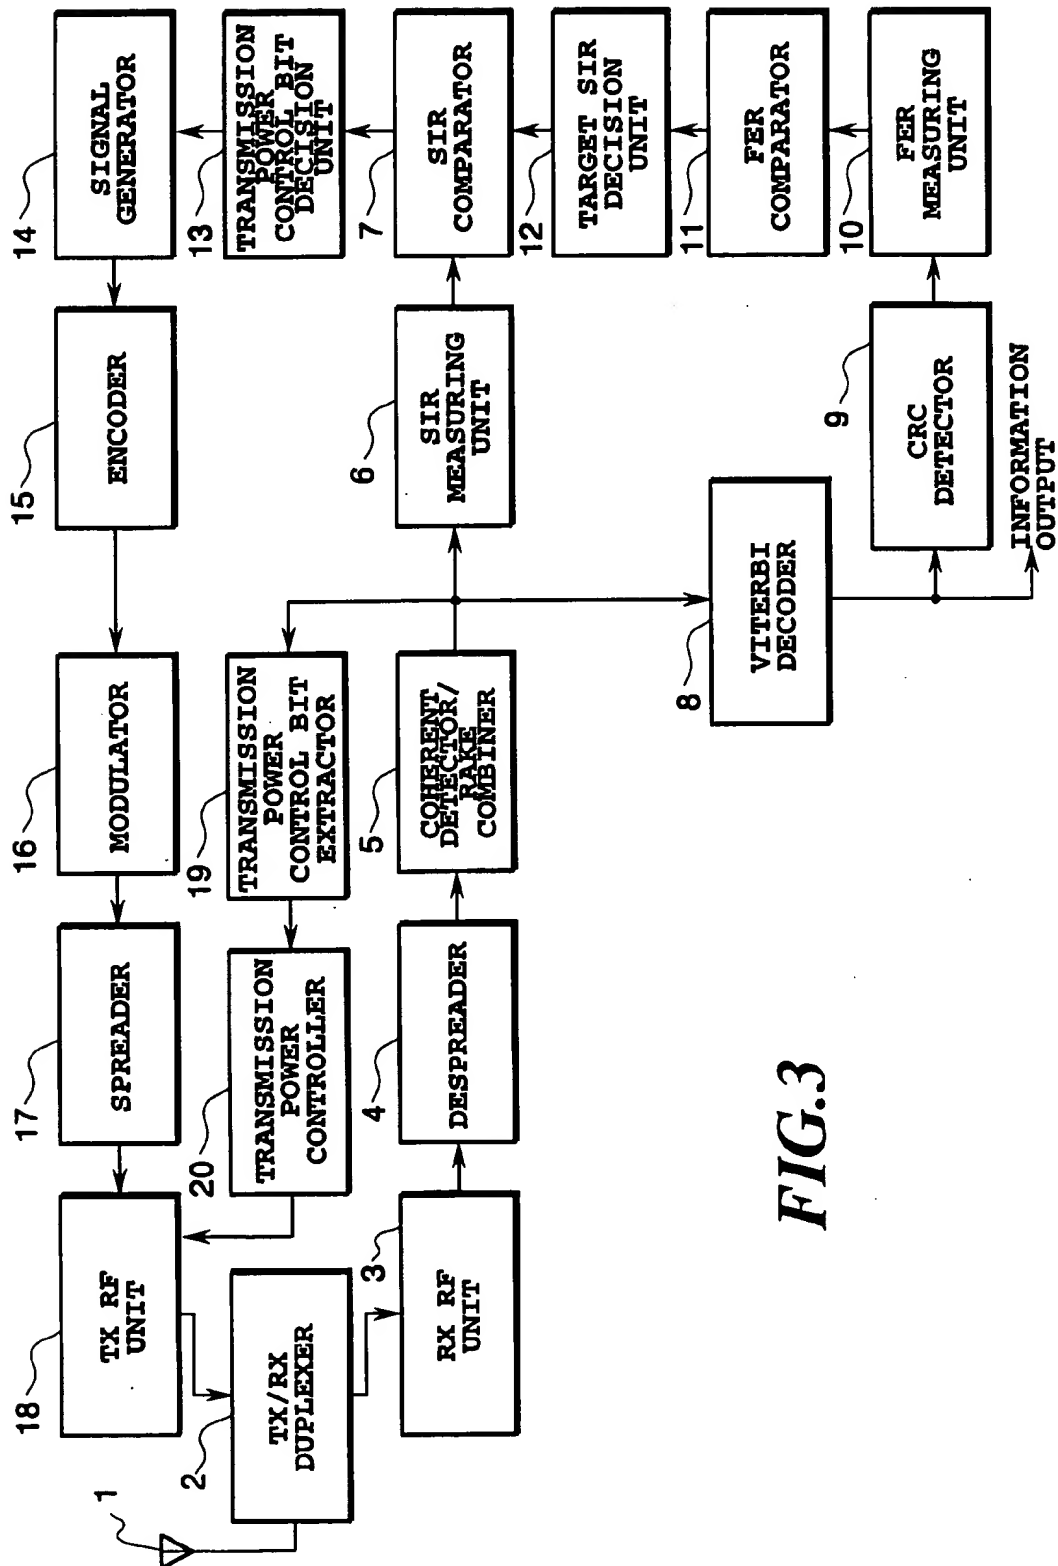 14
SIGNAL
GENERATOR
13
TRANSMISSION
POWER
CONTROL BIT
DECISION
UNIT
7
SIR
COMPARATOR
12
TARGET SIR
DECISION
UNIT
11
FER
COMPARATOR
10
FER
MEASURING
UNIT
15
ENCODER
6
SIR
MEASURING
UNIT
9
CRC
DETECTOR
INFORMATION
OUTPUT
16
MODULATOR
19
TRANSMISSION
POWER
CONTROL BIT
EXTRACTOR
5
COHERENT
DETECTOR/
RAKE
COMBINER
8
VITERBI
DECODER
17
SPREADER
20
TRANSMISSION
POWER
CONTROLLER
4
DESPREADER
18
TX RF
UNIT
2
TX/RX
DUPLEXER
3
RX RF
UNIT
1
FIG.3